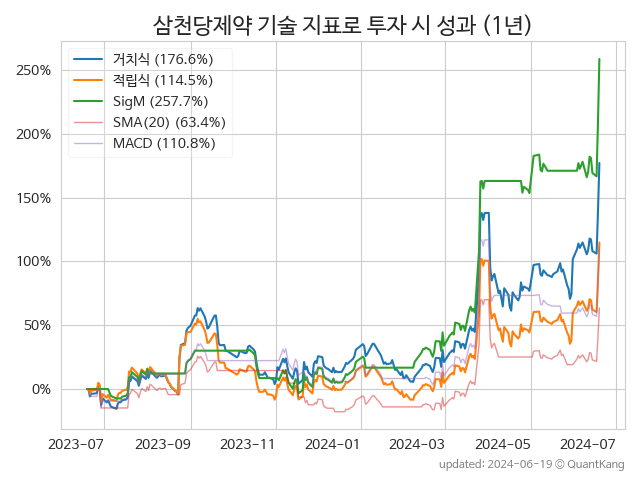 삼천당제약 기술 지표로 투자 시 성과 (1년)
거치식 (176.6%)
적립식 (114.5%)
SigM (257.7%)
SMA(20) (63.4%)
MACD (110.8%)
250%
200%
150%
100%
50%
0%
2023-07 2023-09 2023-11 2024-01 2024-03 2024-05 2024-07
updated: 2024-06-19 © QuantKang